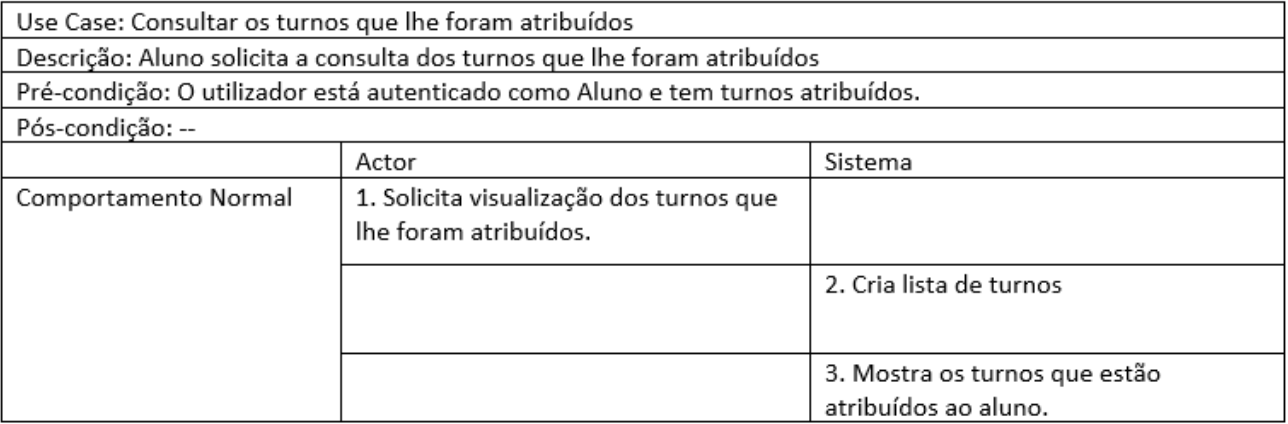 Use Case: Consultar os turnos que lhe foram atribuídos
Descrição: Aluno solicita a consulta dos turnos que lhe foram atribuídos
Pré-condição: O utilizador está autenticado como Aluno e tem turnos atribuídos.
Pós-condição: --
Actor
Sistema
Comportamento Normal
1. Solicita visualização dos turnos que
lhe foram atribuídos.
2. Cria lista de turnos
3. Mostra os turnos que estão
atribuídos ao aluno.